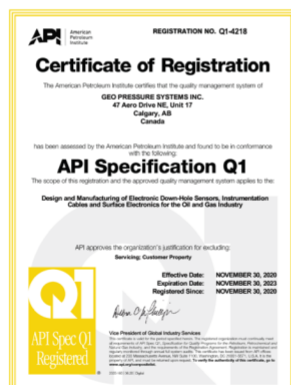 API
American
Petroleum
Institute
REGISTRATION NO. Q1-4218
Certificate of Registration
The American Petroleum Institute certifies that the quality management system of
GEO PRESSURE SYSTEMS INC.
47 Aero Drive NE, Unit 17
Calgary, AB
Canada
has been assessed by the American Petroleum Institute and found to be in conformance
with the following:
API Specification Q1
The scope of this registration and the approved quality management system applies to the:
Design and Manufacturing of Electronic Down-Hole Sensors, Instrumentation
Cables and Surface Electronics for the Oil and Gas Industry
API approves the organization's justification for excluding:
Servicing; Customer Property
Q1
API Spec Q1
Registered
Effective Date: NOVEMBER 30, 2020
Expiration Date: NOVEMBER 30, 2023
Registered Since: NOVEMBER 30, 2020
Vice President of Global Industry Services